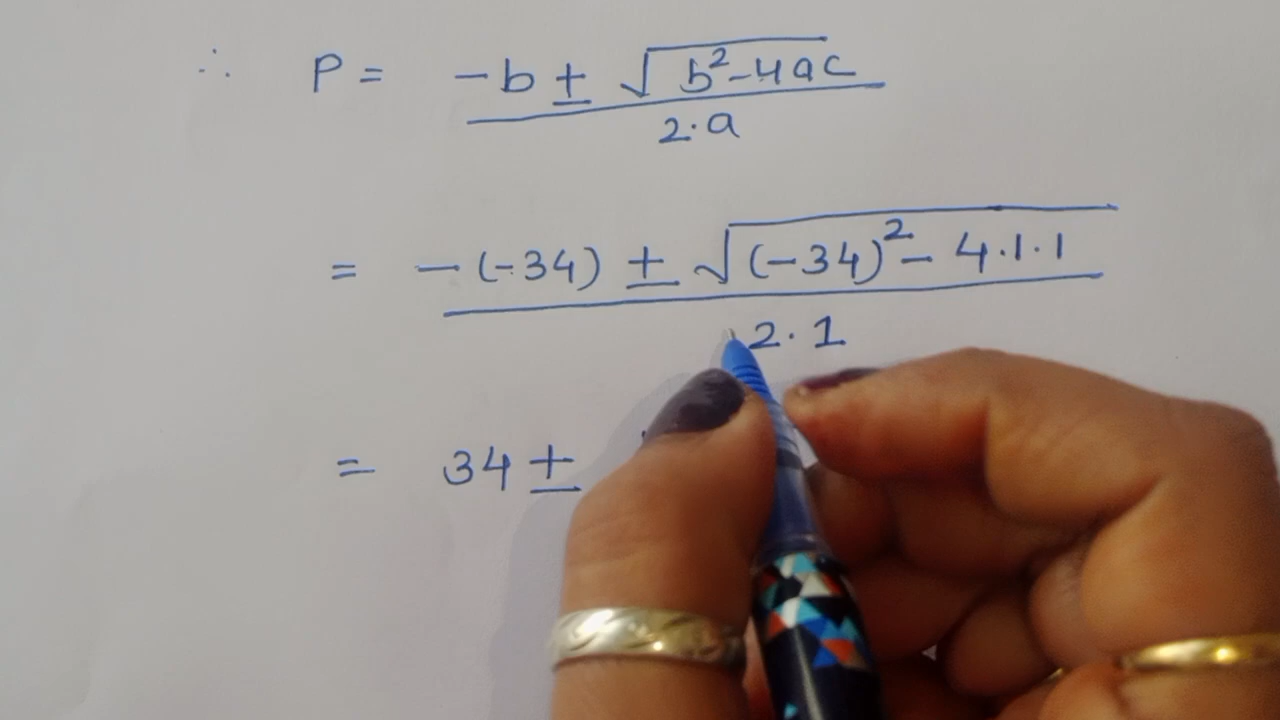 ∴ P = -b ± √b²-4ac
2·a
= -(-34) ± √(-34)² - 4·1·1
2·1
= 34 ±